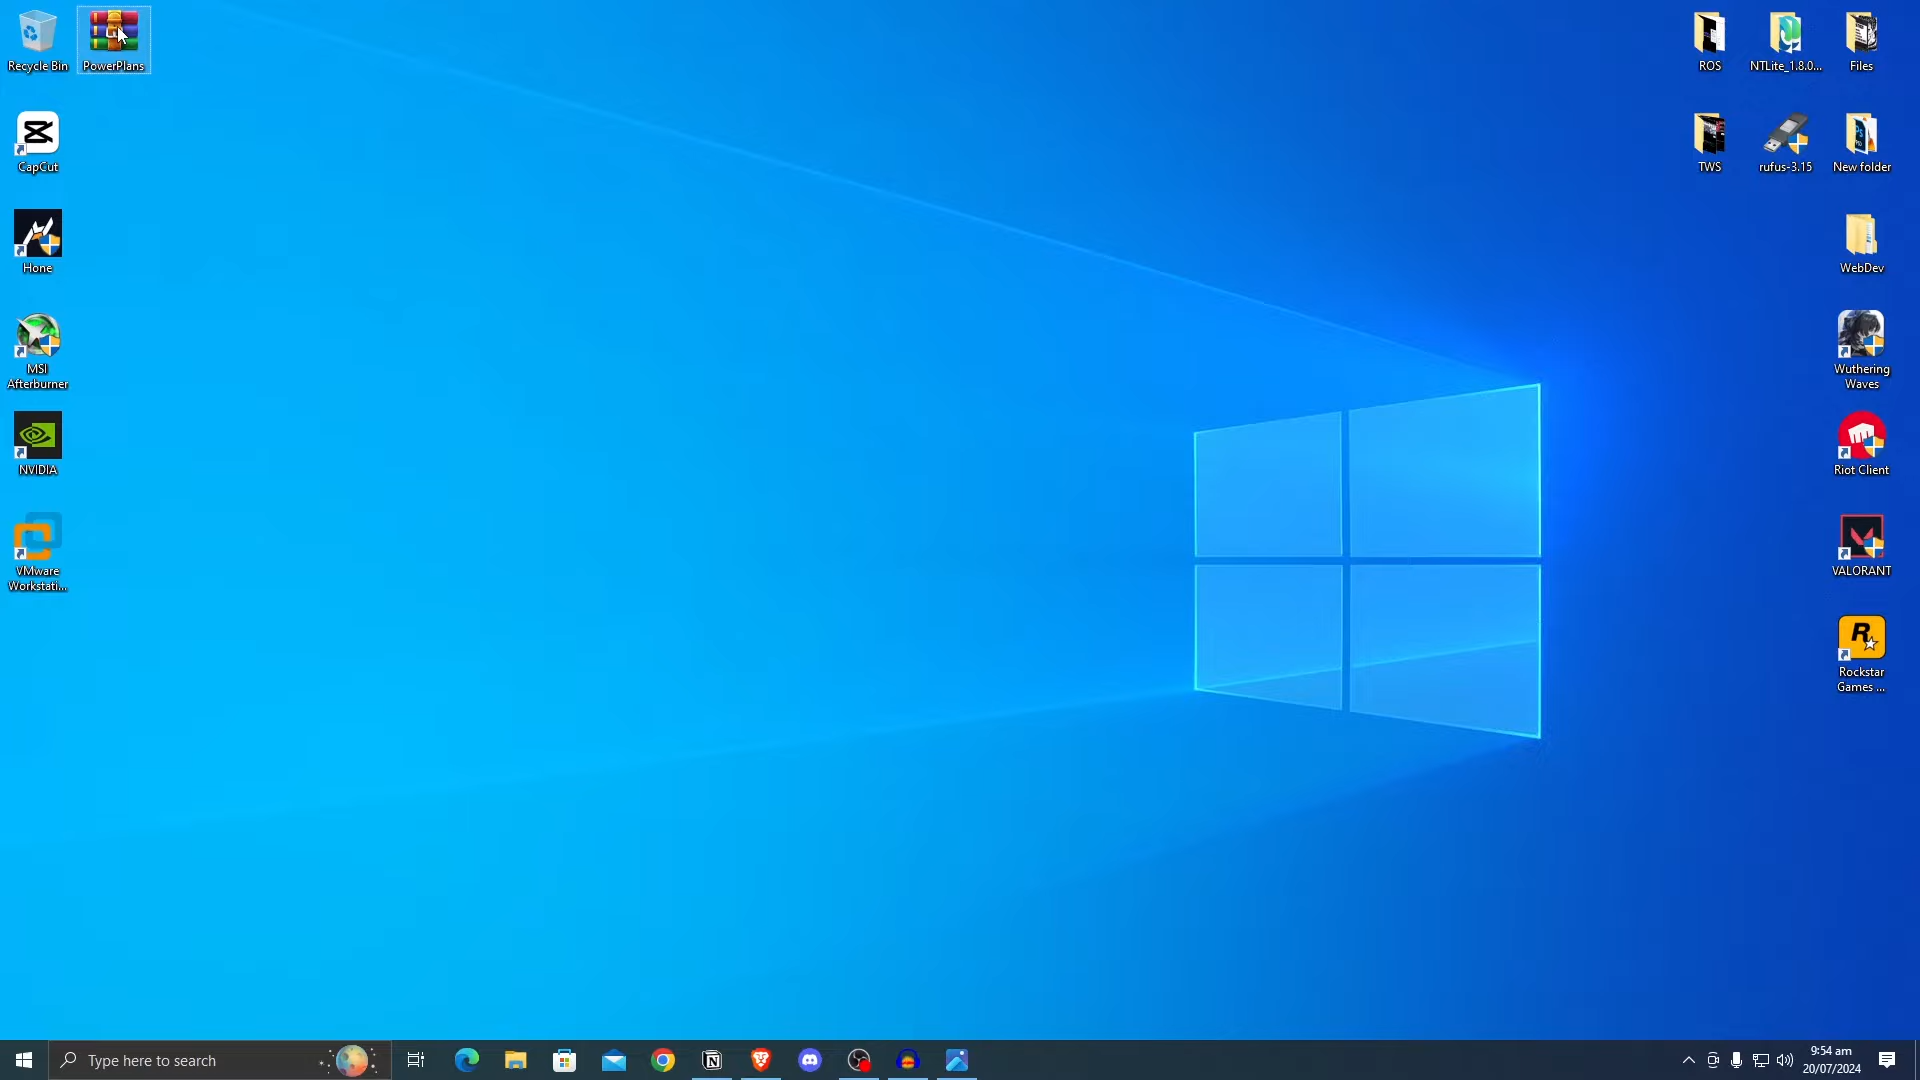 Recycle Bin
PowerPlans
CapCut
Hone
MSI
Afterburner
NVIDIA
VMware
Workstati...
ROS
NTLite_1.8.0...
Files
TWS
rufus-3.15
New folder
WebDev
Wuthering
Waves
Riot Client
VALORANT
Rockstar
Games ...
Type here to search
9:54 am
20/07/2024